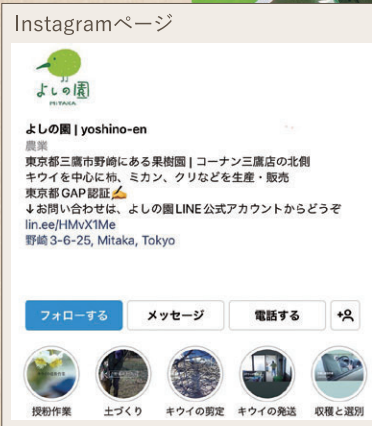 Instagramページ
よしの園
MITAKA
よしの園 | yoshino-en
農業
東京都三鷹市野崎にある果樹園 | コーナン三鷹店の北側
キウイを中心に柿、ミカン、クリなどを生産・販売
東京都GAP認証✍
↓お問い合わせは、よしの園LINE公式アカウントからどうぞ
lin.ee/HMvX1Me
野崎3-6-25, Mitaka, Tokyo
フォローする メッセージ 電話する
授粉作業 土づくり キウイの剪定 キウイの発送 収穫と選別